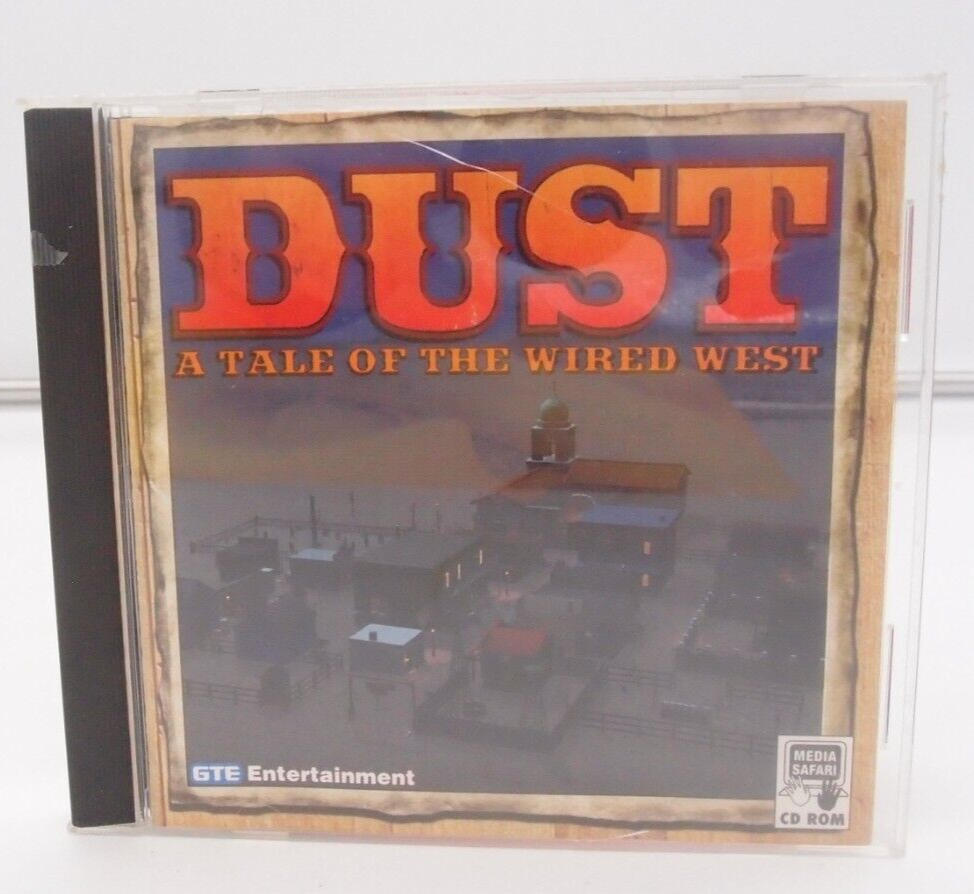 DUST
A TALE OF THE WIRED WEST
GTE Entertainment
MEDIA
SAFARI
CD ROM